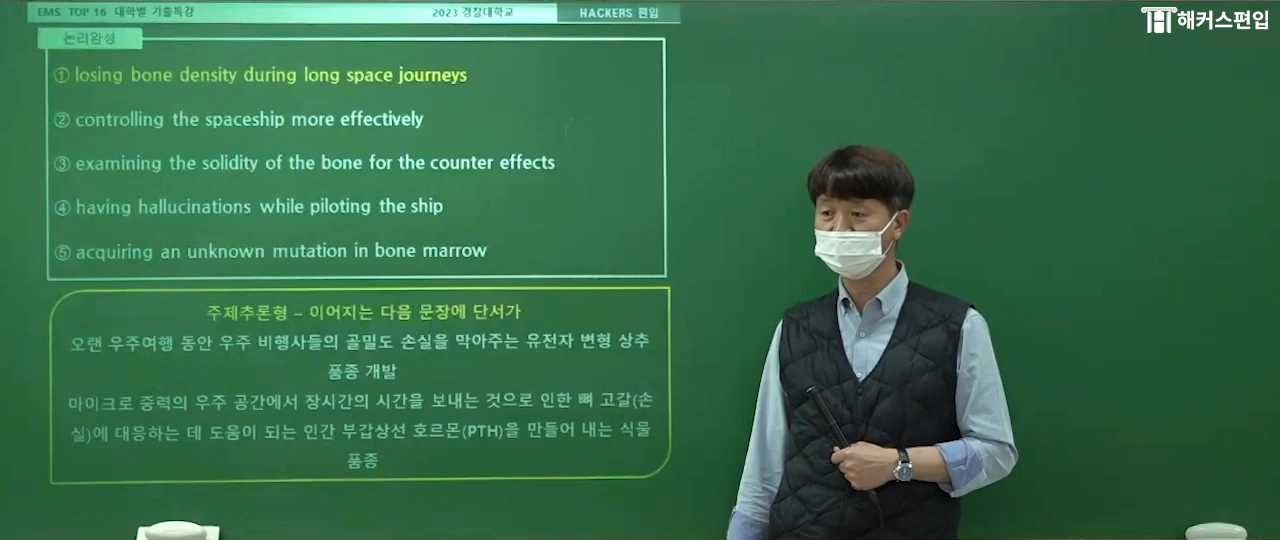 EMS TOP 16 대학별 기출특강
2023 경찰대학교
HACKERS 편입
해커스편입
논리완성
① losing bone density during long space journeys
② controlling the spaceship more effectively
③ examining the solidity of the bone for the counter effects
④ having hallucinations while piloting the ship
⑤ acquiring an unknown mutation in bone marrow
주제추론형 – 이어지는 다음 문장에 단서가
오랜 우주여행 동안 우주 비행사들의 골밀도 손실을 막아주는 유전자 변형 상추
품종 개발
마이크로 중력의 우주 공간에서 장시간의 시간을 보내는 것으로 인한 뼈 고갈(손
실)에 대응하는 데 도움이 되는 인간 부갑상선 호르몬(PTH)을 만들어 내는 식물
품종